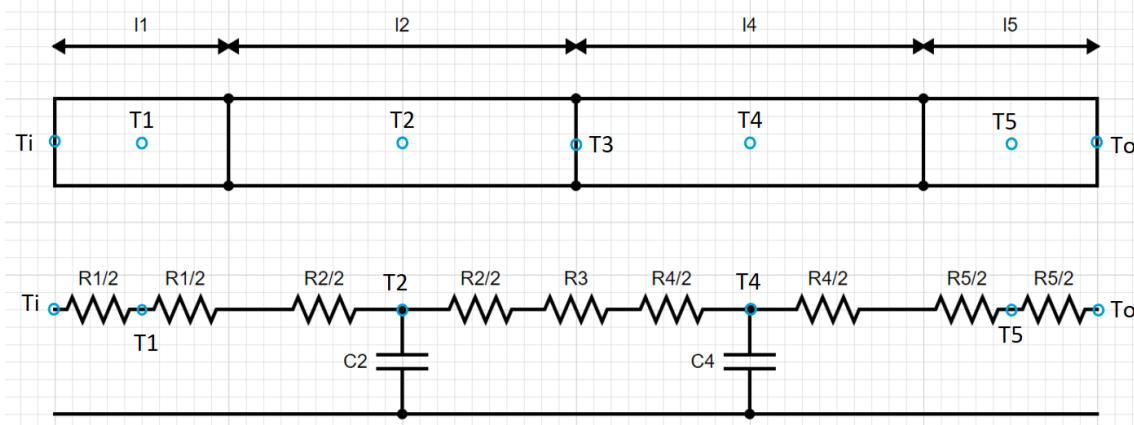 l1 l2 l4 l5
Ti T1 T2 T3 T4 T5 To
R1/2 R1/2 R2/2 T2 R2/2 R3 R4/2 T4 R4/2 R5/2 R5/2
Ti To
T1 T5
C2 C4